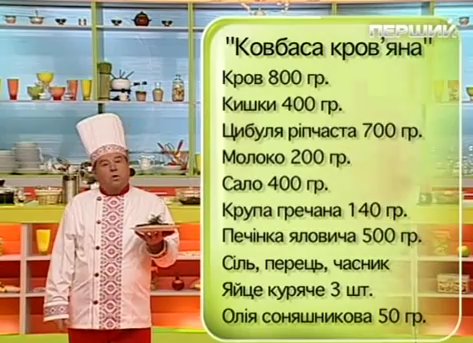 ПЕРШИЙ
"Ковбаса кров'яна"
Кров 800 гр.
Кишки 400 гр.
Цибуля ріпчаста 700 гр.
Молоко 200 гр.
Сало 400 гр.
Крупа гречана 140 гр.
Печінка яловича 500 гр.
Сіль, перець, часник
Яйце куряче 3 шт.
Олія соняшникова 50 гр.